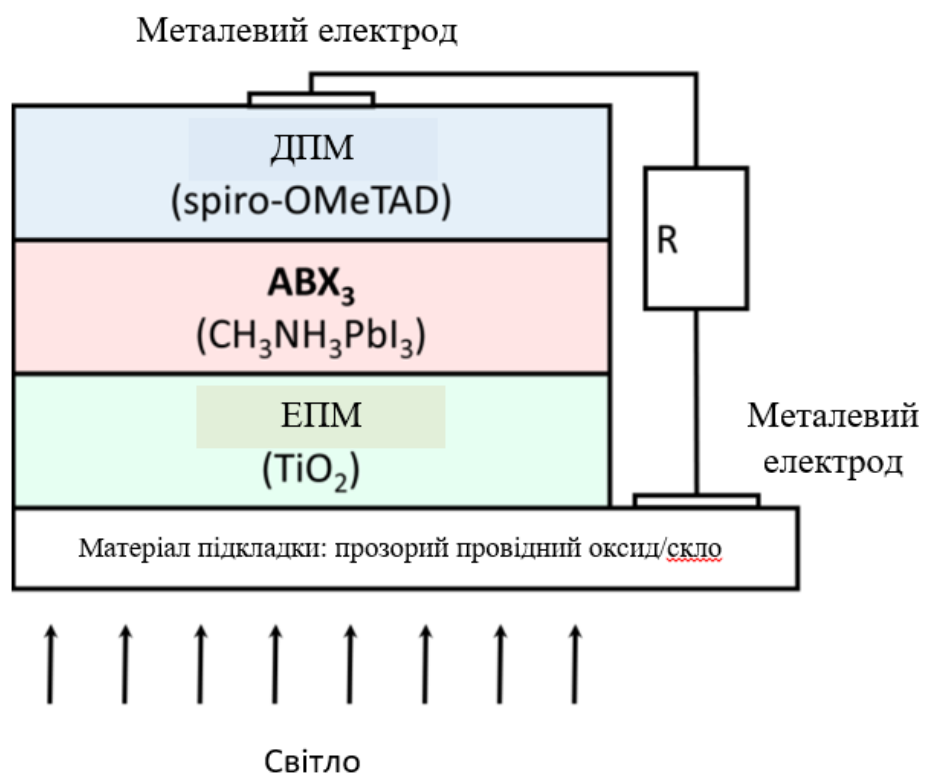 Металевий електрод
ДПМ
(spiro-OMeTAD)
R
ABX₃
(CH₃NH₃PbI₃)
ЕПМ
(TiO₂)
Металевий
електрод
Матеріал підкладки: прозорий провідний оксид/скло
Світло